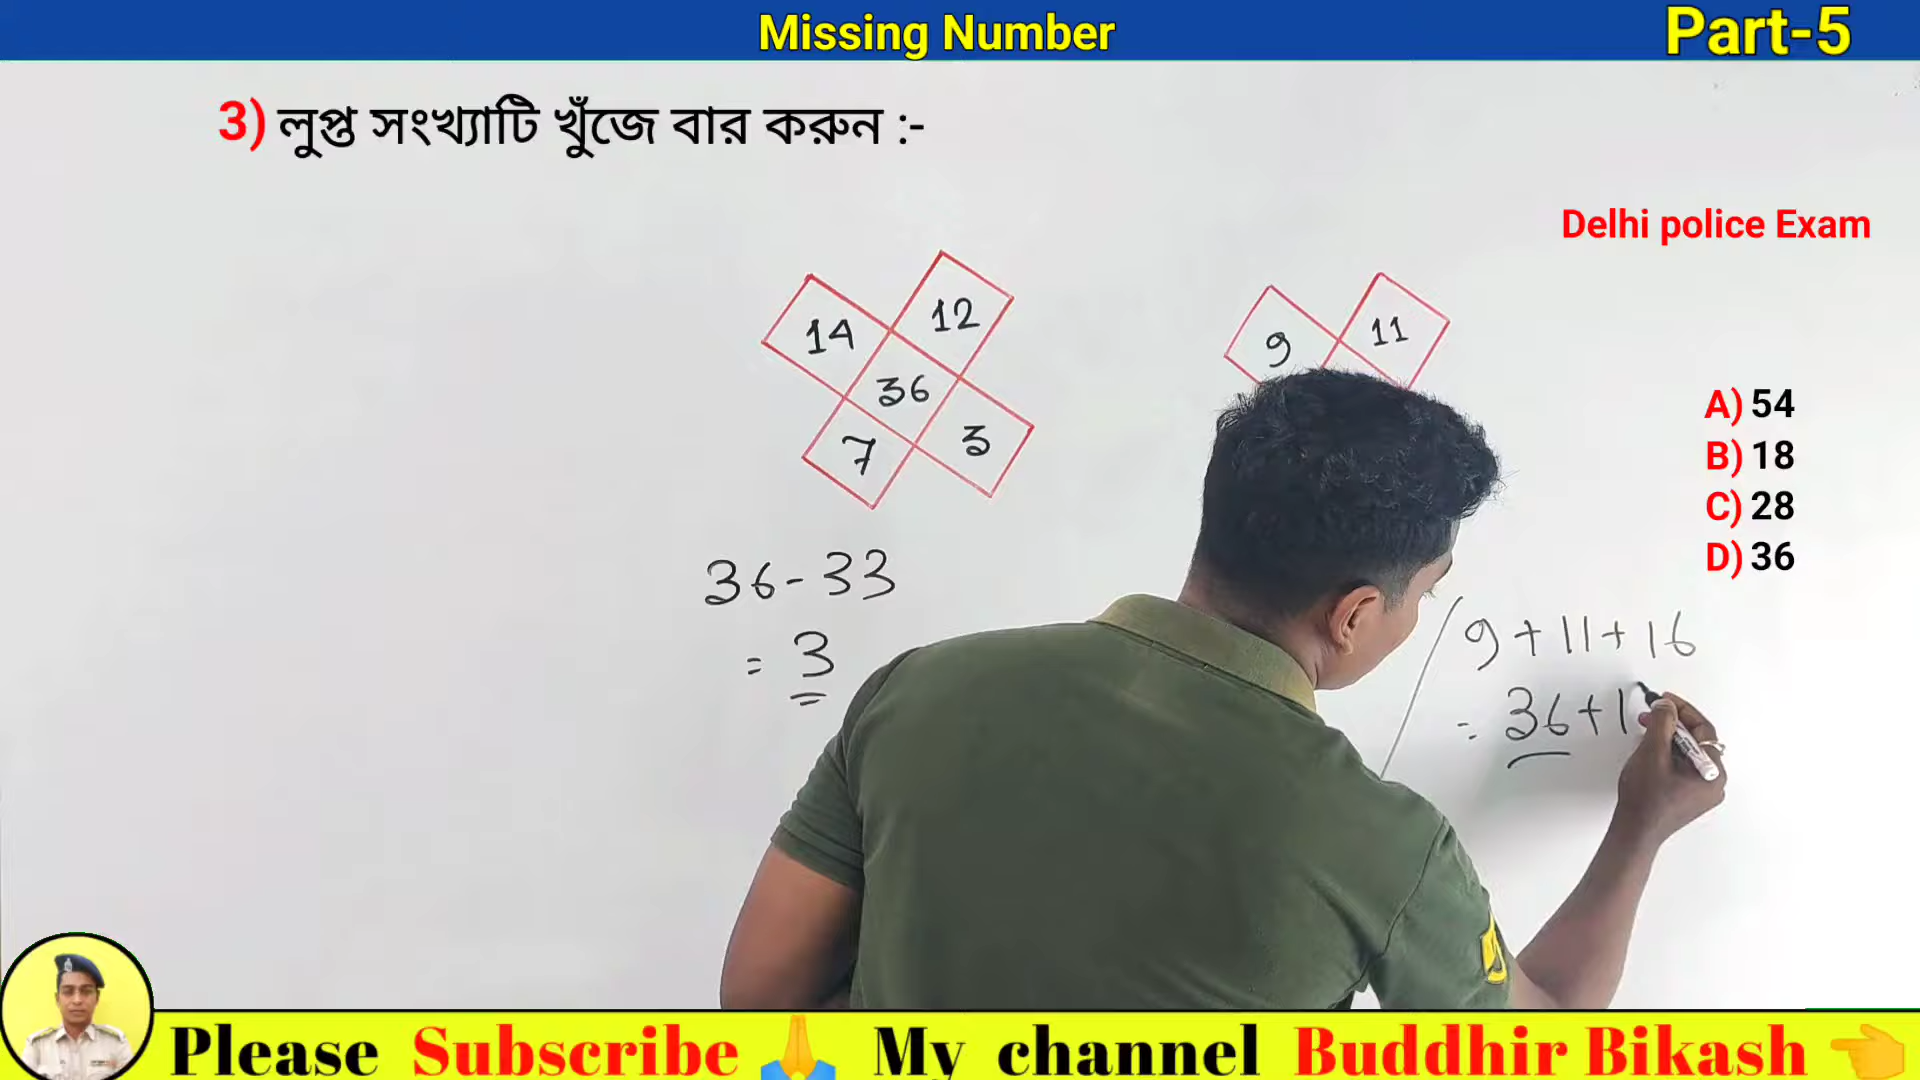 Missing Number
Part-5
3) লুপ্ত সংখ্যাটি খুঁজে বার করুন :-
Delhi police Exam
14
12
36
7
3
9
11
A) 54
B) 18
C) 28
D) 36
36-33
= 3
9+11+16
= 36+1
Please Subscribe 🙏 My channel Buddhir Bikash 👈